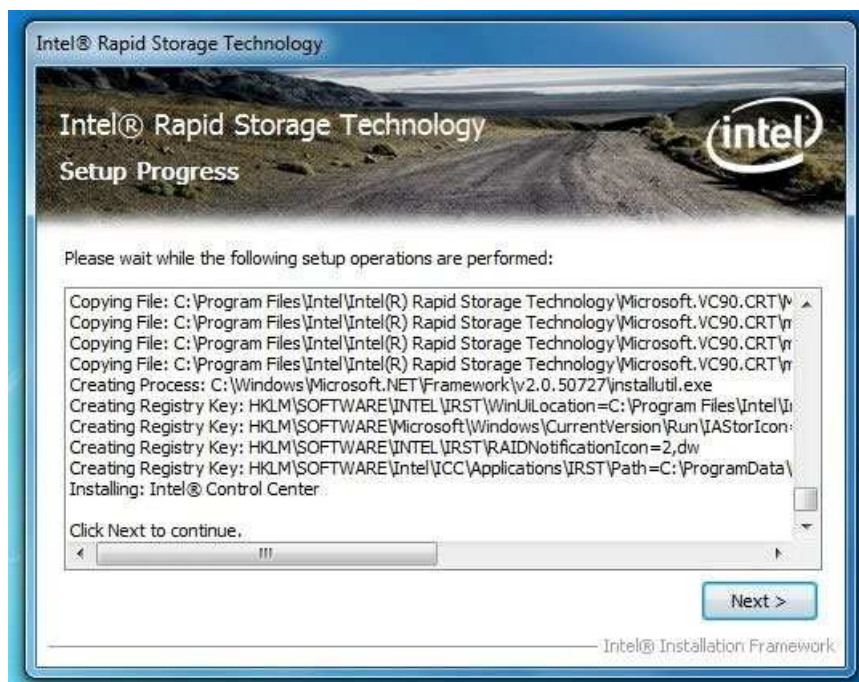 Intel® Rapid Storage Technology
Intel® Rapid Storage Technology
Setup Progress
intel
Please wait while the following setup operations are performed:
Copying File: C:\Program Files\Intel\Intel(R) Rapid Storage Technology\Microsoft.VC90.CRT\
Copying File: C:\Program Files\Intel\Intel(R) Rapid Storage Technology\Microsoft.VC90.CRT\
Copying File: C:\Program Files\Intel\Intel(R) Rapid Storage Technology\Microsoft.VC90.CRT\
Copying File: C:\Program Files\Intel\Intel(R) Rapid Storage Technology\Microsoft.VC90.CRT\
Creating Process: C:\Windows\Microsoft.NET\Framework\v2.0.50727\installutil.exe
Creating Registry Key: HKLM\SOFTWARE\INTEL\IRST\WinUiLocation=C:\Program Files\Intel\
Creating Registry Key: HKLM\SOFTWARE\Microsoft\Windows\CurrentVersion\Run\IAStorIcon=
Creating Registry Key: HKLM\SOFTWARE\INTEL\IRST\RAIDNotificationIcon=2,dw
Creating Registry Key: HKLM\SOFTWARE\Intel\ICC\Applications\IRST\Path=C:\ProgramData\
Installing: Intel® Control Center
Click Next to continue.
Next >
Intel® Installation Framework